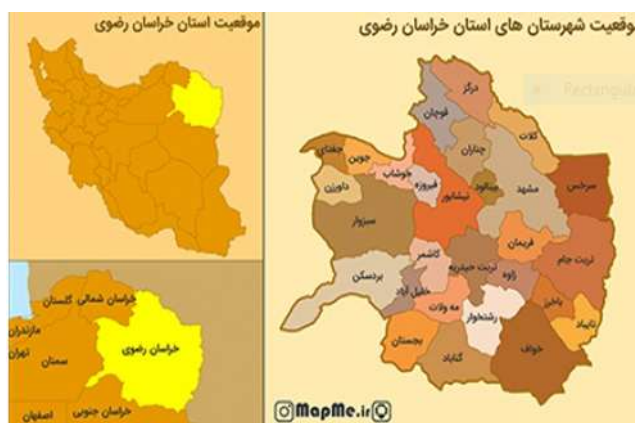 موقعیت استان خراسان رضوی
خراسان شمالی
گلستان
مازندران
تهران
سمنان
خراسان رضوی
اصفهان
خراسان جنوبی
موقعیت شهرستان های استان خراسان رضوی
Rectangula
درگز
قوچان
کلات
چناران
جغتای
جوین
خوشاب
فیروزه
نیشابور
بینالود
مشهد
سرخس
داورزن
سبزوار
فریمان
تربت جام
کاشمر
تربت حیدریه
زاوه
بردسکن
خلیل آباد
مه ولات
رشتخوار
باخرز
تایباد
بجستان
گناباد
خواف
MapMe.ir